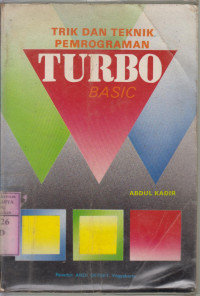 TRIK DAN TEKNIK
PEMROGRAMAN
TURBO
BASIC
ABDUL KADIR